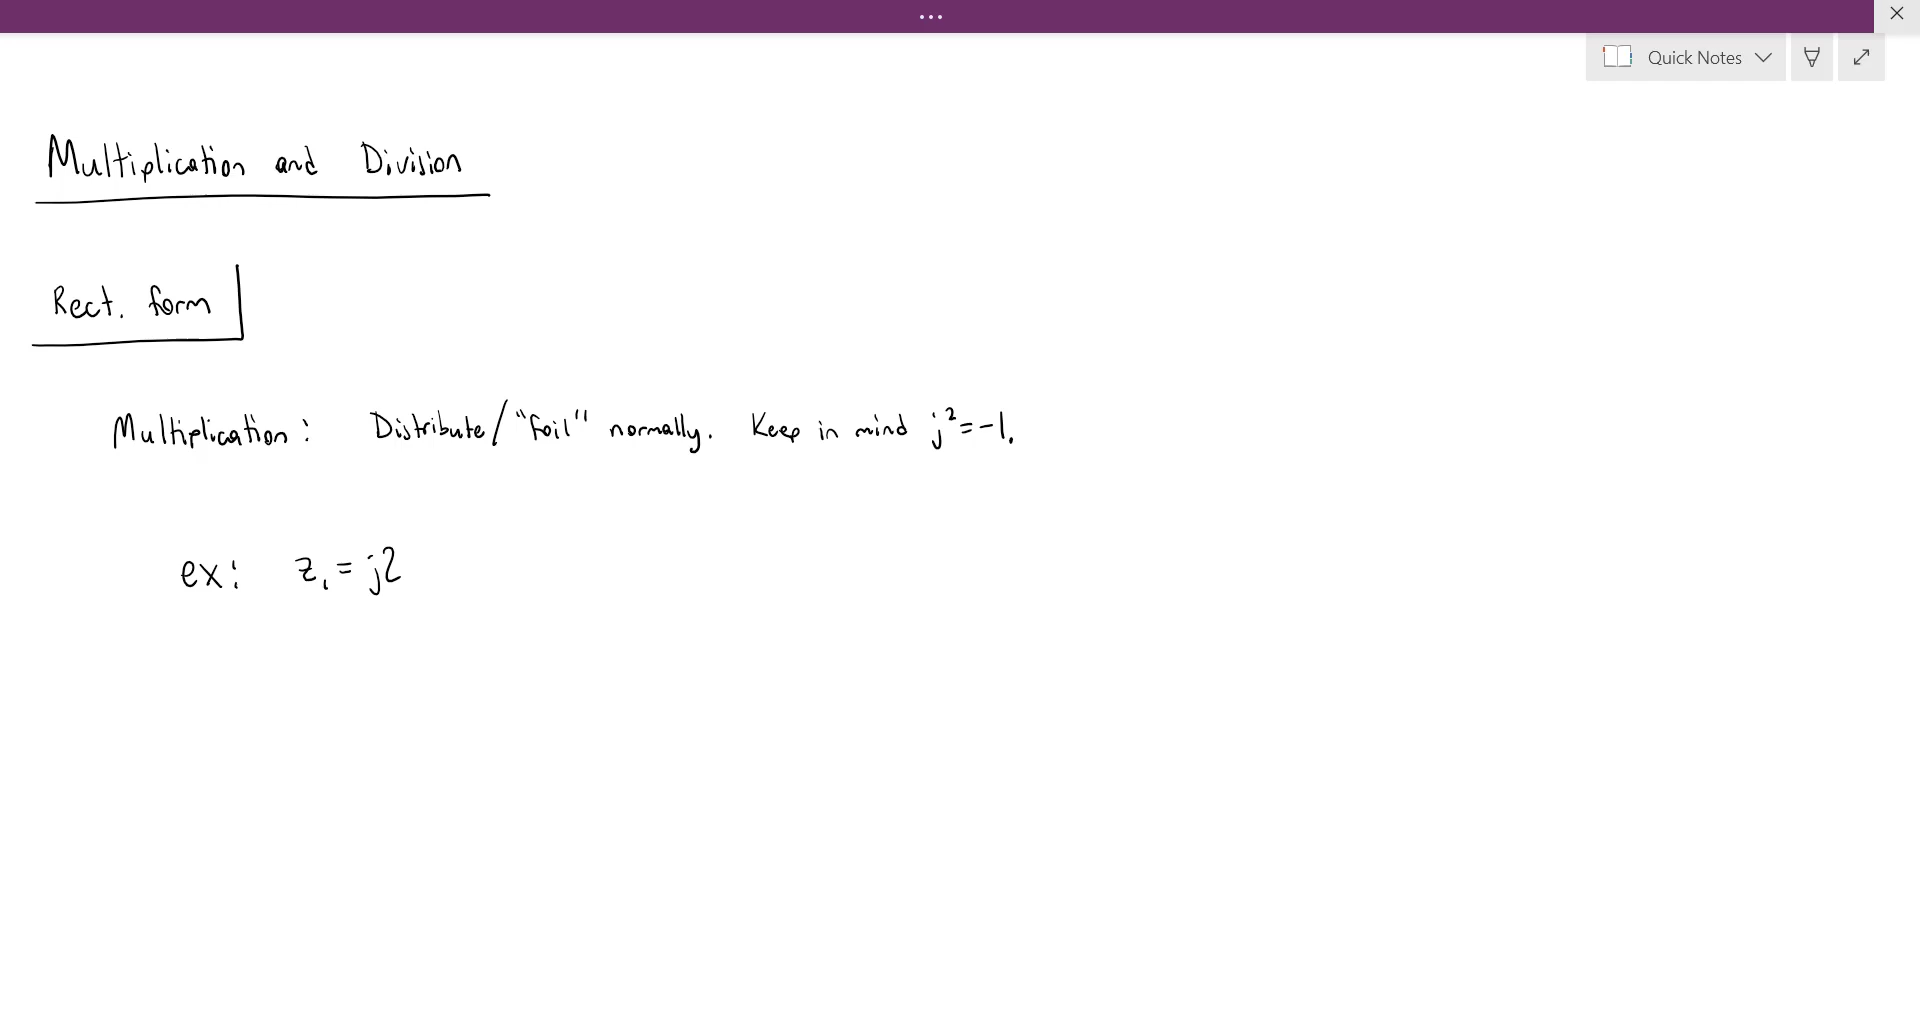 Quick Notes
Multiplication and Division
Rect. form
Multiplication: Distribute/"foil" normally. Keep in mind j²=-1.
ex: z₁ = j2